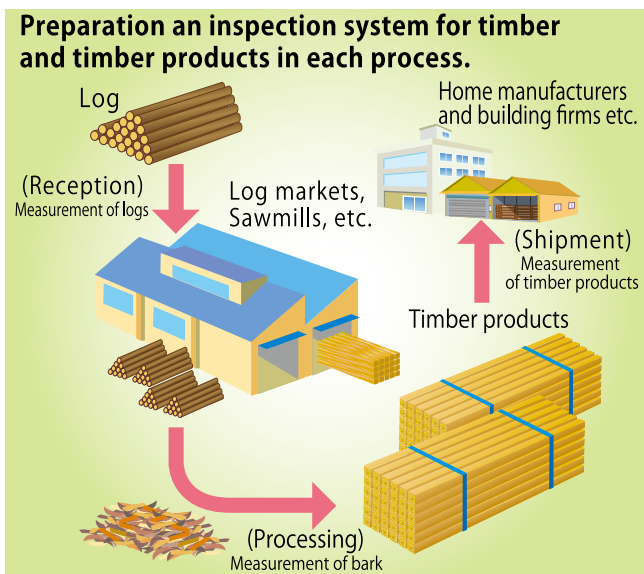 Preparation an inspection system for timber
and timber products in each process.
Log
(Reception)
Measurement of logs
Log markets,
Sawmills, etc.
(Processing)
Measurement of bark
Timber products
(Shipment)
Measurement
of timber products
Home manufacturers
and building firms etc.